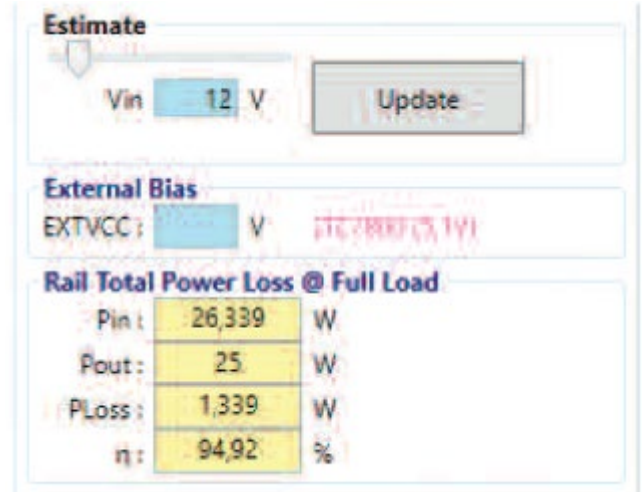 Estimate
Vin 12 V Update
External Bias
EXTVCC : V
Rail Total Power Loss @ Full Load
Pin : 26,339 W
Pout : 25 W
PLoss : 1,339 W
η : 94,92 %